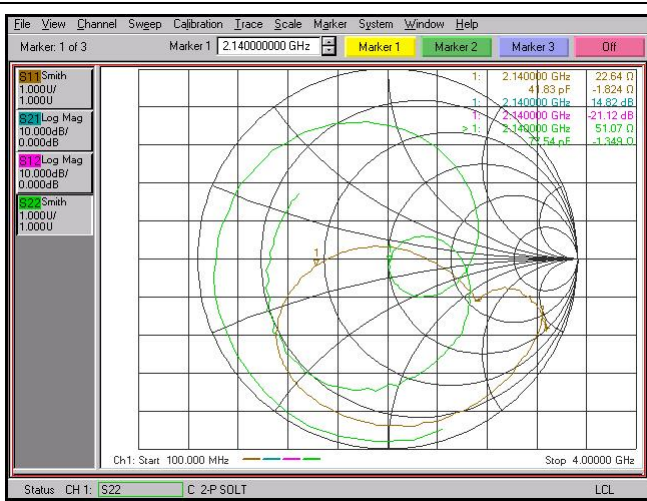 File View Channel Sweep Calibration Trace Scale Marker System Window Help
Marker: 1 of 3 Marker 1 2.140000000 GHz Marker 1 Marker 2 Marker 3 Off
S11 Smith
1.000U/
1.000U
S21 Log Mag
10.000dB/
0.000dB
S12 Log Mag
10.000dB/
0.000dB
S22 Smith
1.000U/
1.000U
1: 2.140000 GHz 22.64 Ω
41.83 pF -1.824 Ω
1: 2.140000 GHz 14.82 dB
1: 2.140000 GHz -21.12 dB
> 1: 2.140000 GHz 51.07 Ω
-1.349 Ω
1
Ch1: Start 100.000 MHz
Stop 4.00000 GHz
Status CH 1: S22 C 2-P SOLT LCL